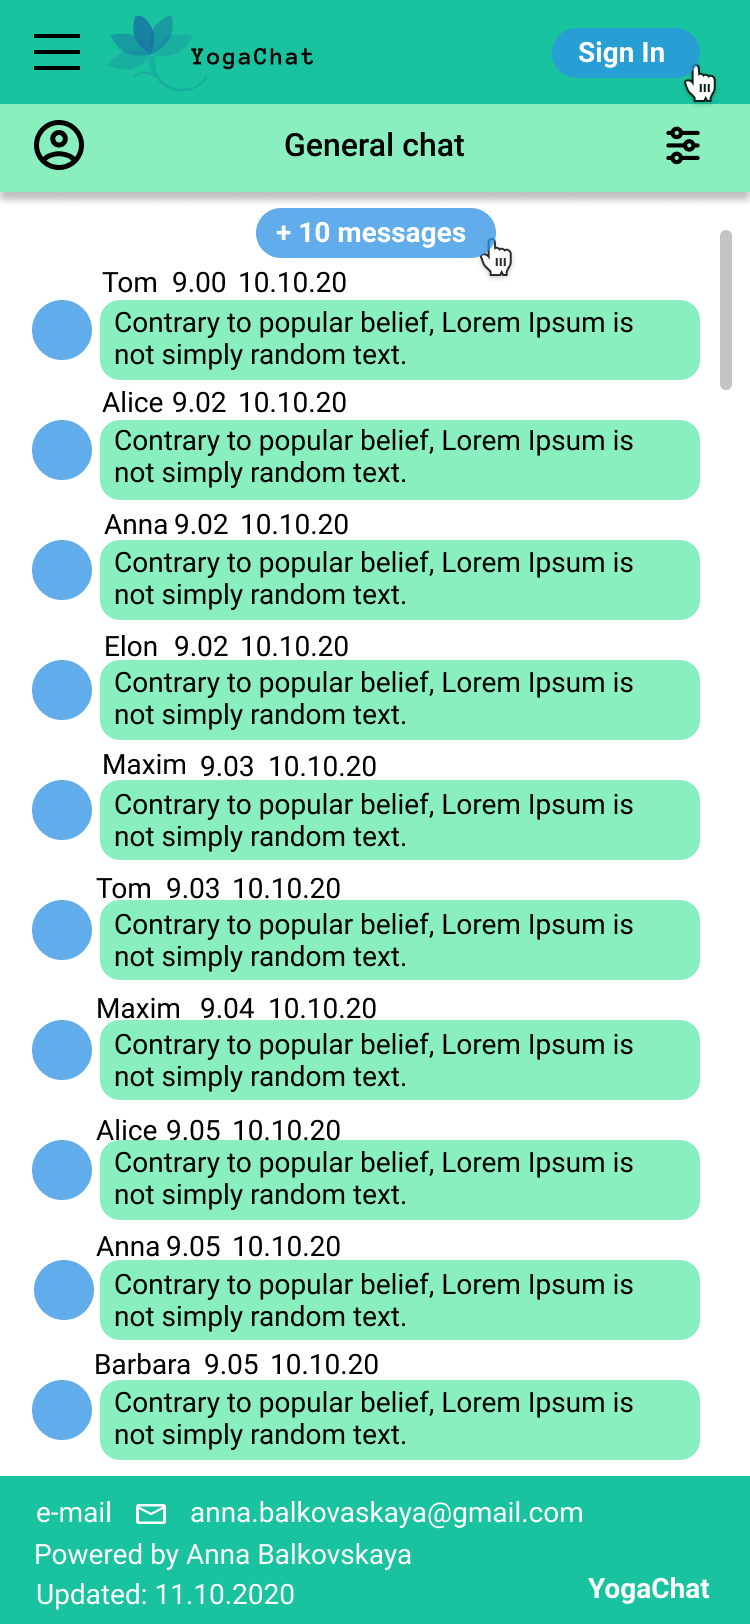 YogaChat
Sign In
General chat
+ 10 messages
Tom 9.00 10.10.20
Contrary to popular belief, Lorem Ipsum is
not simply random text.
Alice 9.02 10.10.20
Contrary to popular belief, Lorem Ipsum is
not simply random text.
Anna 9.02 10.10.20
Contrary to popular belief, Lorem Ipsum is
not simply random text.
Elon 9.02 10.10.20
Contrary to popular belief, Lorem Ipsum is
not simply random text.
Maxim 9.03 10.10.20
Contrary to popular belief, Lorem Ipsum is
not simply random text.
Tom 9.03 10.10.20
Contrary to popular belief, Lorem Ipsum is
not simply random text.
Maxim 9.04 10.10.20
Contrary to popular belief, Lorem Ipsum is
not simply random text.
Alice 9.05 10.10.20
Contrary to popular belief, Lorem Ipsum is
not simply random text.
Anna 9.05 10.10.20
Contrary to popular belief, Lorem Ipsum is
not simply random text.
Barbara 9.05 10.10.20
Contrary to popular belief, Lorem Ipsum is
not simply random text.
e-mail anna.balkovaskaya@gmail.com
Powered by Anna Balkovskaya
Updated: 11.10.2020
YogaChat